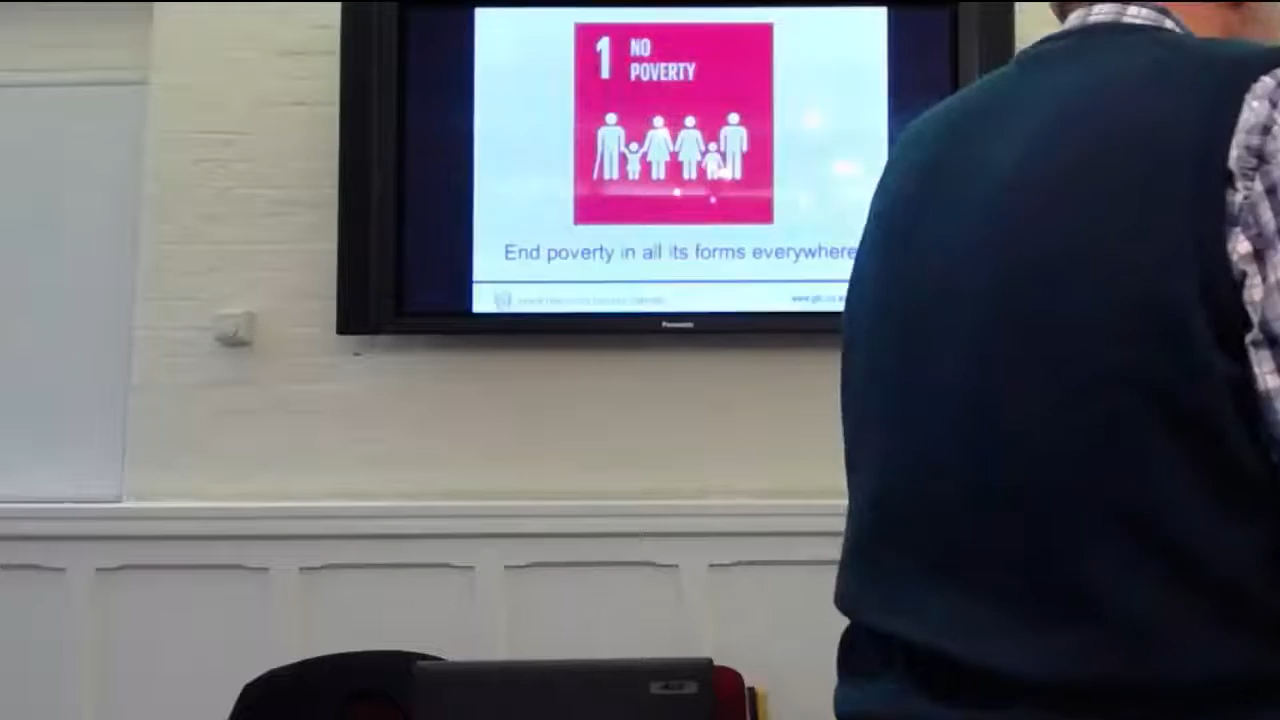 1 NO
POVERTY
End poverty in all its forms everywhere
Panasonic